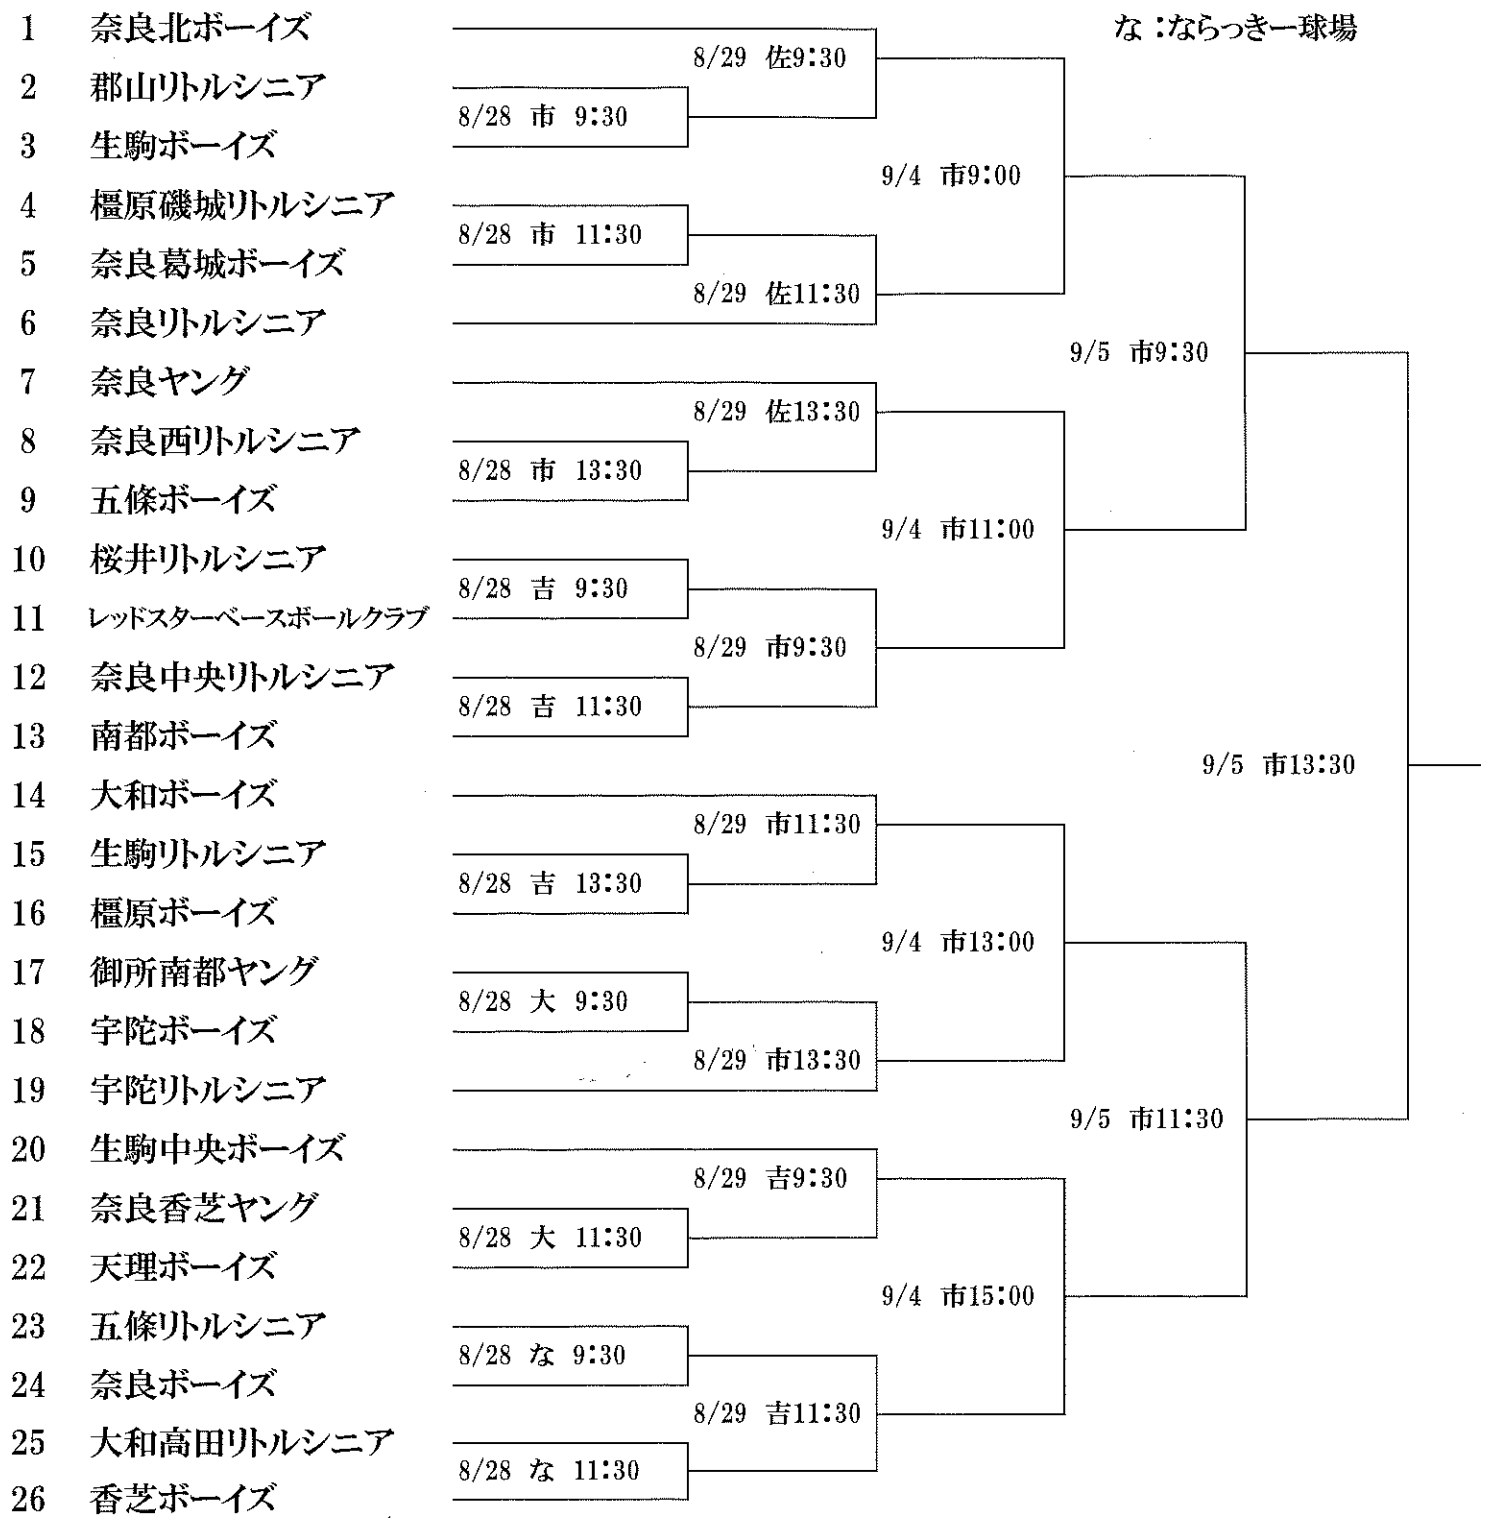 な：ならっきー球場
1 奈良北ボーイズ
8/29 佐9:30
2 郡山リトルシニア
8/28 市 9:30
3 生駒ボーイズ
9/4 市9:00
4 橿原磯城リトルシニア
8/28 市 11:30
5 奈良葛城ボーイズ
8/29 佐11:30
6 奈良リトルシニア
9/5 市9:30
7 奈良ヤング
8/29 佐13:30
8 奈良西リトルシニア
8/28 市 13:30
9 五條ボーイズ
9/4 市11:00
10 桜井リトルシニア
8/28 吉 9:30
11 レッドスターベースボールクラブ
8/29 市9:30
12 奈良中央リトルシニア
8/28 吉 11:30
13 南都ボーイズ
9/5 市13:30
14 大和ボーイズ
8/29 市11:30
15 生駒リトルシニア
8/28 吉 13:30
16 橿原ボーイズ
9/4 市13:00
17 御所南都ヤング
8/28 大 9:30
18 宇陀ボーイズ
8/29 市13:30
19 宇陀リトルシニア
9/5 市11:30
20 生駒中央ボーイズ
8/29 吉9:30
21 奈良香芝ヤング
8/28 大 11:30
22 天理ボーイズ
9/4 市15:00
23 五條リトルシニア
8/28 な 9:30
24 奈良ボーイズ
8/29 吉11:30
25 大和高田リトルシニア
8/28 な 11:30
26 香芝ボーイズ